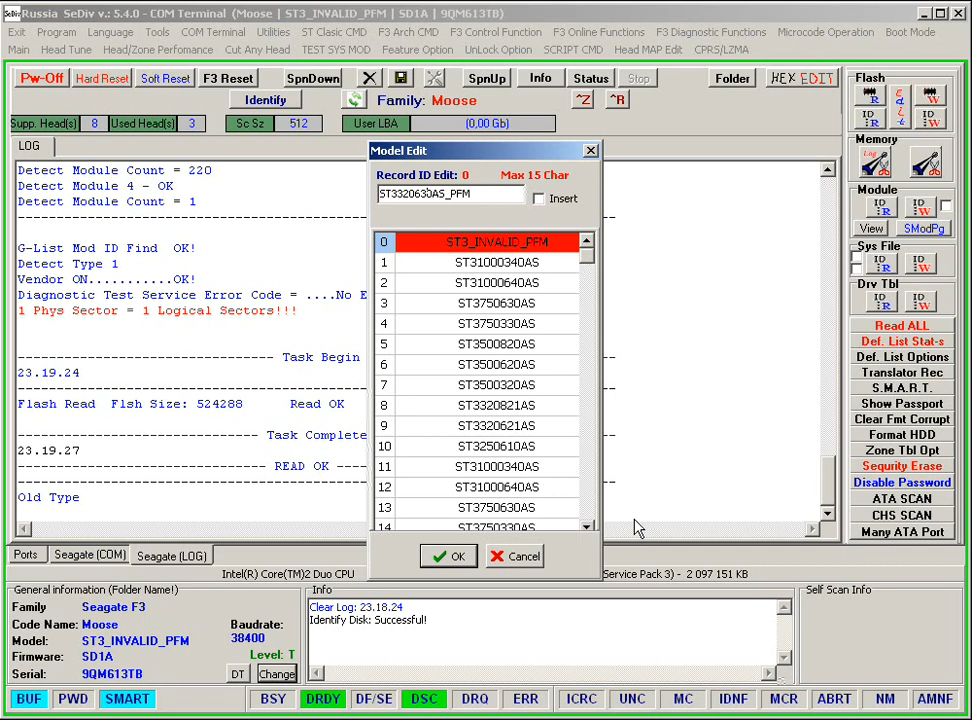 SeDiv Russia SeDiv v.: 5.4.0 - COM Terminal (Moose | ST3_INVALID_PFM | SD1A | 9QM613TB)
Exit Program Language Tools COM Terminal Utilities ST Clasic CMD F3 Arch CMD F3 Control Function F3 Online Functions F3 Diagnostic Functions Microcode Operation Boot Mode
Main Head Tune Head/Zone Perfomance Cut Any Head TEST SYS MOD Feature Option UnLock Option SCRIPT CMD Head MAP Edit CPRS/LZMA
Pw-Off Hard Reset Soft Reset F3 Reset SpnDown SpnUp Info Status Stop Folder HEX EDIT
Identify Family: Moose ^Z ^R
Supp. Head(s) 8 Used Head(s) 3 Sc Sz 512 User LBA (0,00 Gb)
LOG
Detect Module Count = 220
Detect Module 4 - OK
Detect Module Count = 1
G-List Mod ID Find OK!
Detect Type 1
Vendor ON..........OK!
Diagnostic Test Service Error Code = ....No E
1 Phys Sector = 1 Logical Sectors!!!
Task Begin
23.19.24
Flash Read Flsh Size: 524288 Read OK
Task Complete
23.19.27
READ OK
Old Type
Model Edit
Record ID Edit: 0 Max 15 Char
ST3320630AS_PFM Insert
0 ST3_INVALID_PFM
1 ST31000340AS
2 ST31000640AS
3 ST3750630AS
4 ST3750330AS
5 ST3500820AS
6 ST3500620AS
7 ST3500320AS
8 ST3320821AS
9 ST3320621AS
10 ST3250610AS
11 ST31000340AS
12 ST31000640AS
13 ST3750630AS
14 ST3750330AS
OK Cancel
Flash
R Edit W
R W
Memory
Log
Module
ID R ID W
View SModPg
Sys File
ID R ID W
Drv Tbl
ID R ID W
Read ALL
Def. List Stat-s
Def. List Options
Translator Rec
S.M.A.R.T.
Show Passport
Clear Fmt Corrupt
Format HDD
Zone Tbl Opt
Sequrity Erase
Disable Password
ATA SCAN
CHS SCAN
Many ATA Port
Ports Seagate (COM) Seagate (LOG)
Intel(R) Core(TM)2 Duo CPU Service Pack 3) - 2 097 151 KB
General information (Folder Name!)
Family Seagate F3
Code Name: Moose Baudrate:
Model: ST3_INVALID_PFM 38400
Firmware: SD1A Level: T
Serial: 9QM613TB DT Change
Info
Clear Log: 23.18.24
Identify Disk: Successful!
Self Scan Info
BUF PWD SMART BSY DRDY DF/SE DSC DRQ ERR ICRC UNC MC IDNF MCR ABRT NM AMNF